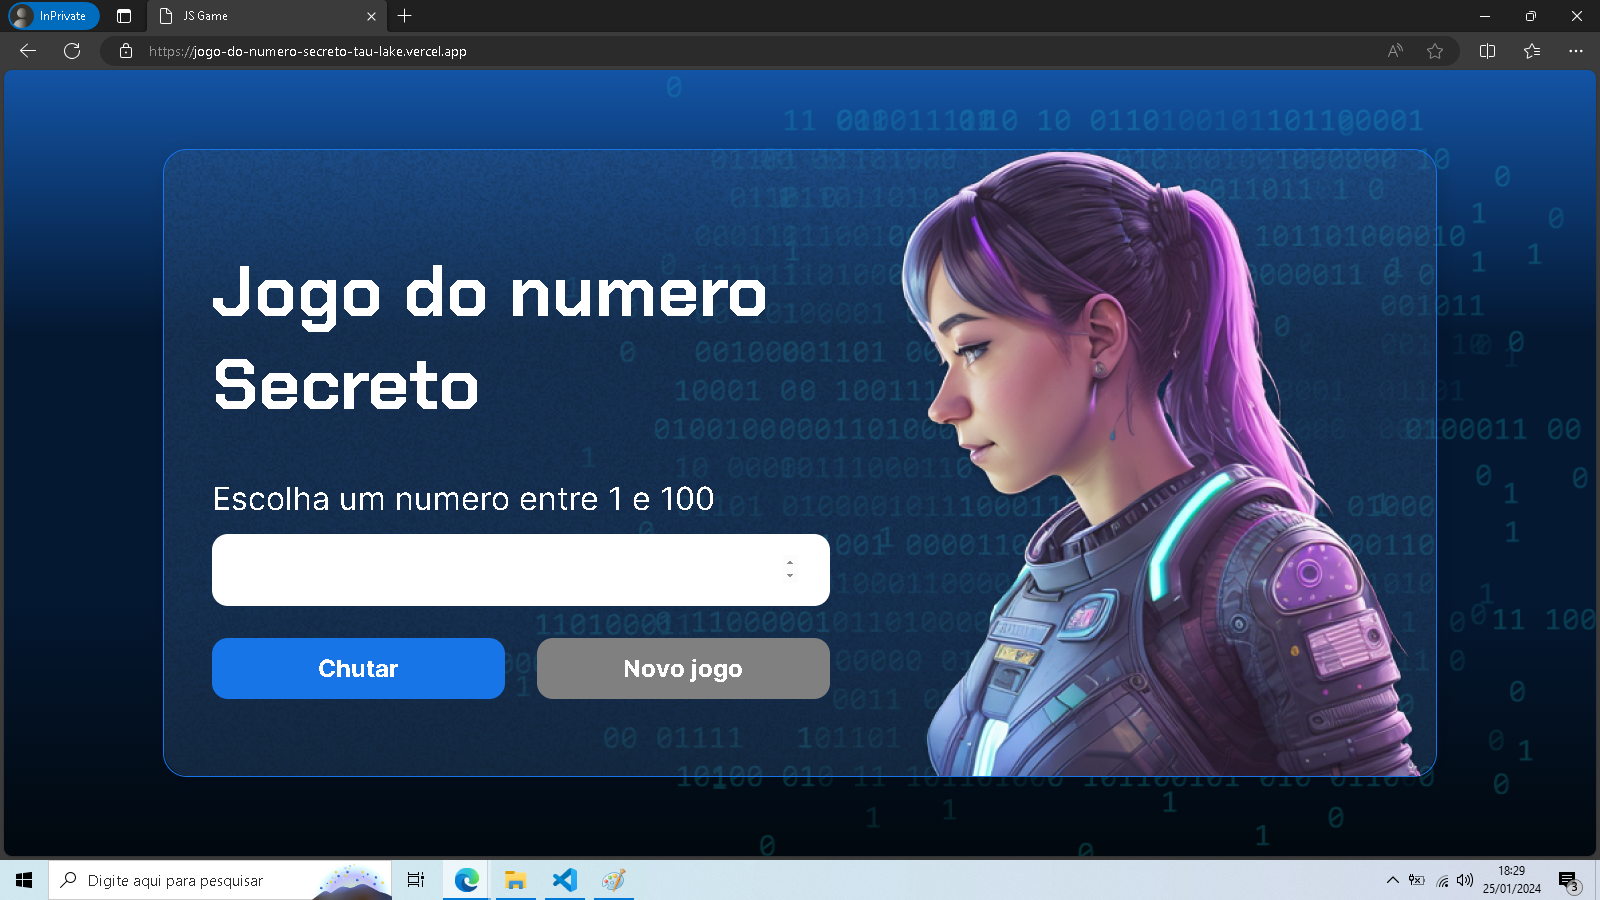 InPrivate
JS Game
https://jogo-do-numero-secreto-tau-lake.vercel.app
Jogo do numero
Secreto
Escolha um numero entre 1 e 100
Chutar
Novo jogo
Digite aqui para pesquisar
18:29
25/01/2024
3